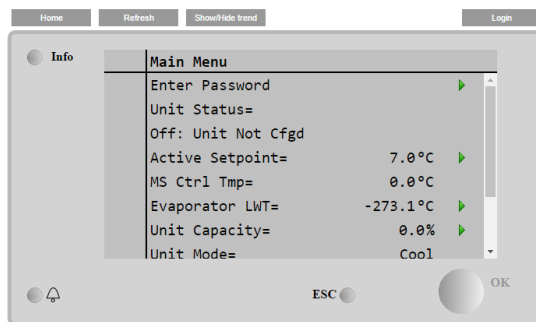 Home Refresh Show/Hide trend Login
Info
Main Menu
Enter Password
Unit Status=
Off: Unit Not Cfgd
Active Setpoint= 7.0°C
MS Ctrl Tmp= 0.0°C
Evaporator LWT= -273.1°C
Unit Capacity= 0.0%
Unit Mode= Cool
ESC OK